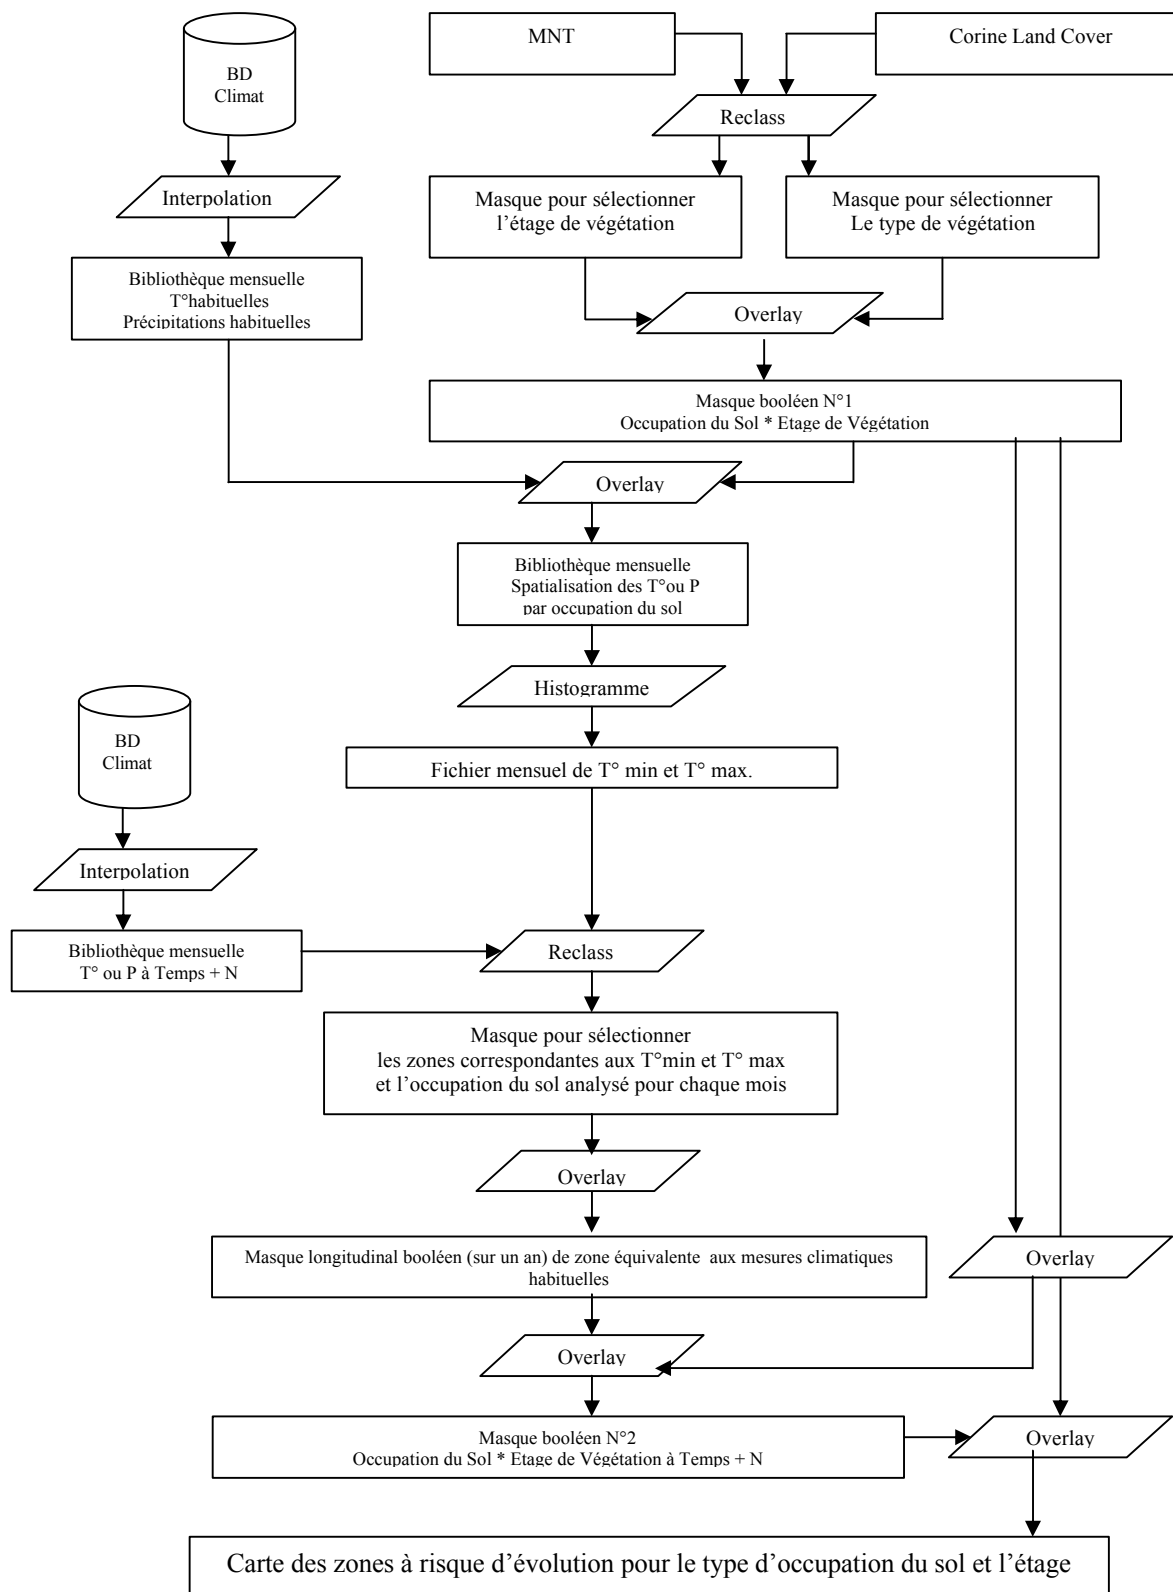 MNT
Corine Land Cover
BD
Climat
Reclass
Interpolation
Masque pour sélectionner
l’étage de végétation
Masque pour sélectionner
Le type de végétation
Bibliothèque mensuelle
T°habituelles
Précipitations habituelles
Overlay
Masque booléen N°1
Occupation du Sol * Etage de Végétation
Overlay
Bibliothèque mensuelle
Spatialisation des T°ou P
par occupation du sol
Histogramme
BD
Climat
Fichier mensuel de T° min et T° max.
Interpolation
Bibliothèque mensuelle
T° ou P à Temps + N
Reclass
Masque pour sélectionner
les zones correspondantes aux T°min et T° max
et l’occupation du sol analysé pour chaque mois
Overlay
Masque longitudinal booléen (sur un an) de zone équivalente aux mesures climatiques
habituelles
Overlay
Overlay
Masque booléen N°2
Occupation du Sol * Etage de Végétation à Temps + N
Overlay
Carte des zones à risque d’évolution pour le type d’occupation du sol et l’étage